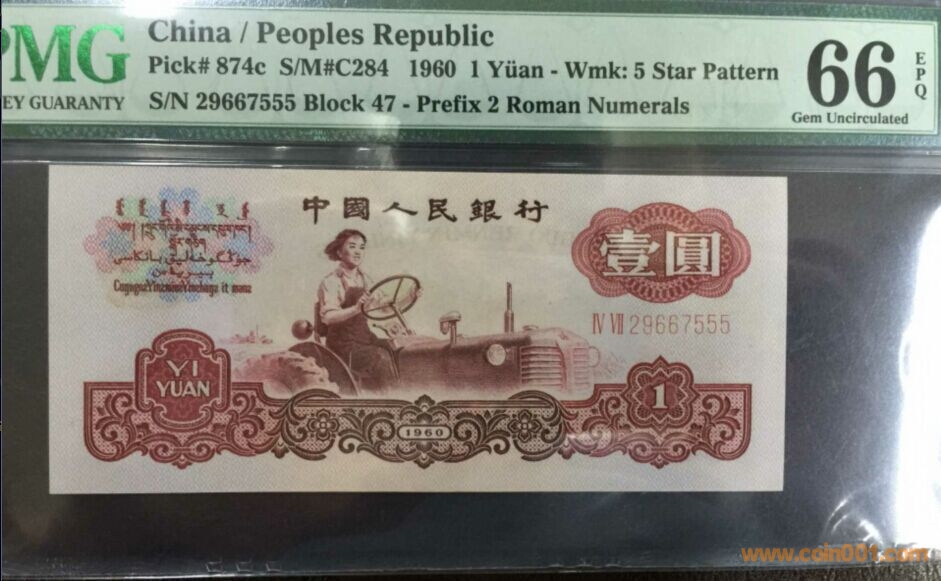 PMG
EY GUARANTY
China / Peoples Republic
Pick# 874c S/M#C284 1960 1 Yüan - Wmk: 5 Star Pattern
S/N 29667555 Block 47 - Prefix 2 Roman Numerals
66
EPQ
Gem Uncirculated
中國人民銀行
壹圓
IV VII 29667555
YI
YUAN
1960
1
www.coin001.com